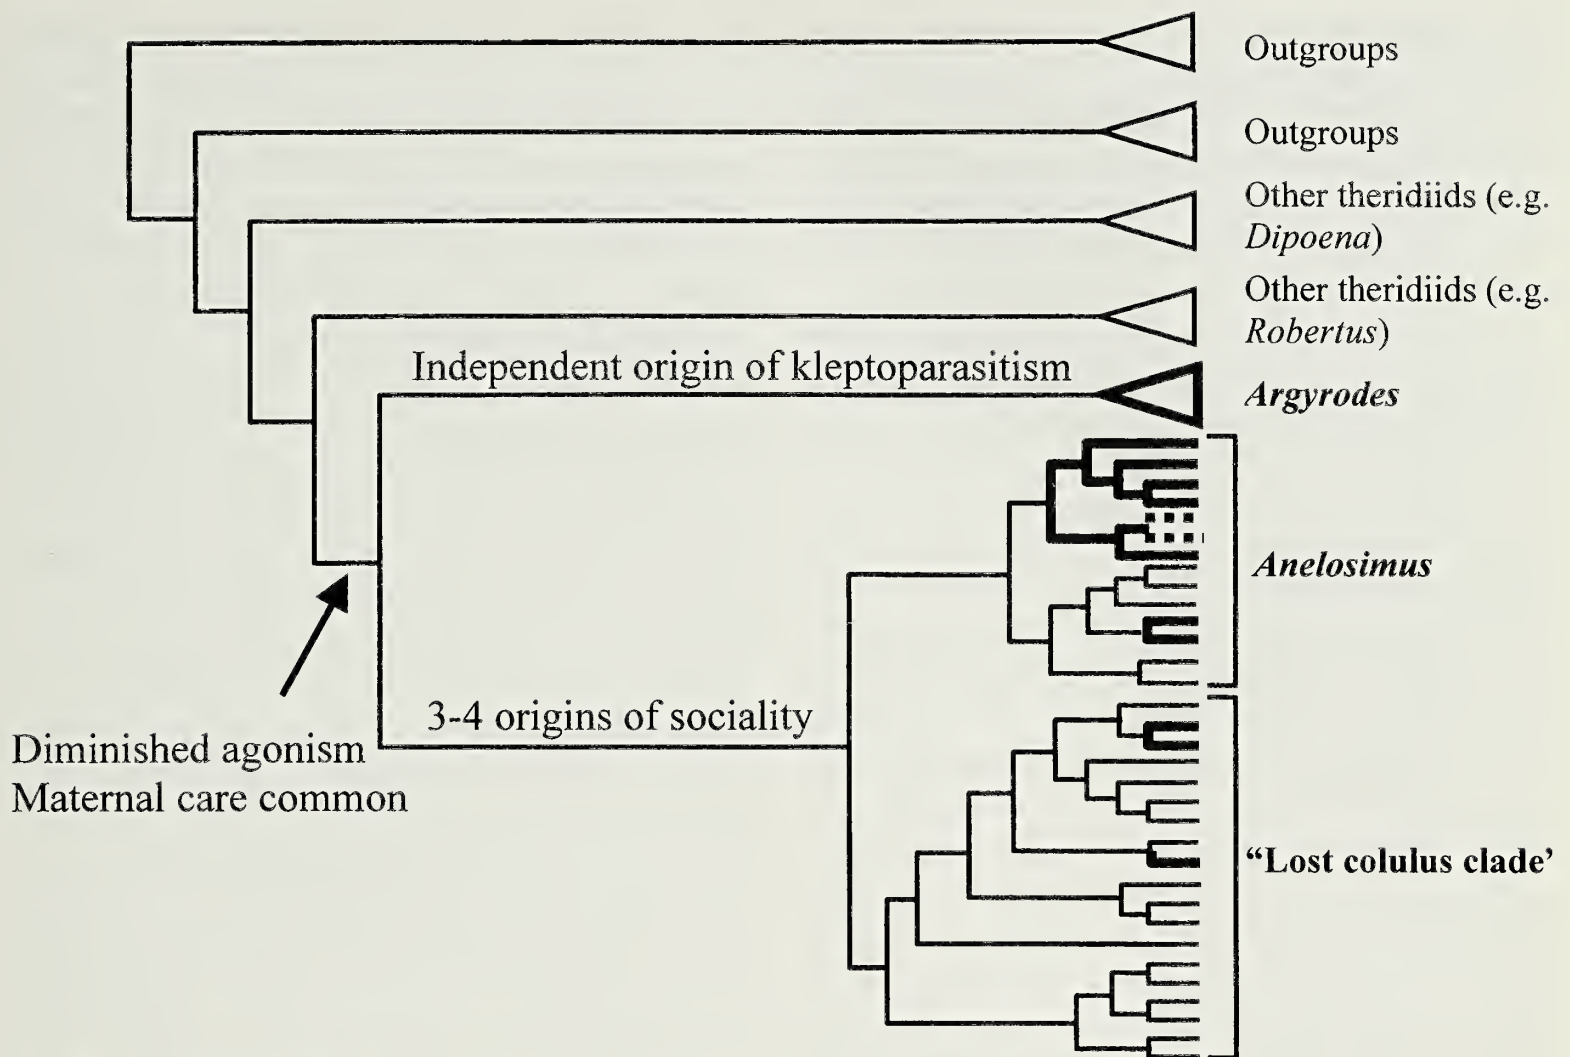 Outgroups
Outgroups
Other theridiids (e.g.
Dipoena)
Other theridiids (e.g.
Robertus)
Independent origin of kleptoparasitism
Argyrodes
Anelosimus
3-4 origins of sociality
Diminished agonism
Maternal care common
“Lost colulus clade’